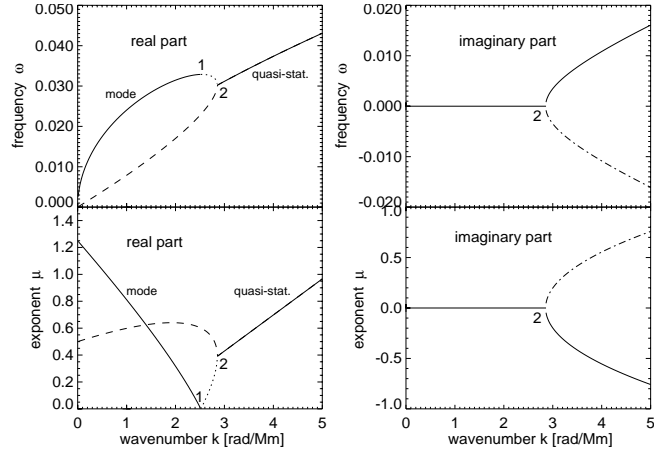 0.050
0.040
0.030
0.020
0.010
0.000
frequency ω
real part
mode
1
2
quasi-stat.
0.020
0.010
0.000
-0.010
-0.020
frequency ω
imaginary part
2
1.4
1.2
1.0
0.8
0.6
0.4
0.2
0.0
exponent μ
real part
mode
quasi-stat.
2
1
0 1 2 3 4 5
wavenumber k [rad/Mm]
1.0
0.5
0.0
-0.5
-1.0
exponent μ
imaginary part
2
0 1 2 3 4 5
wavenumber k [rad/Mm]